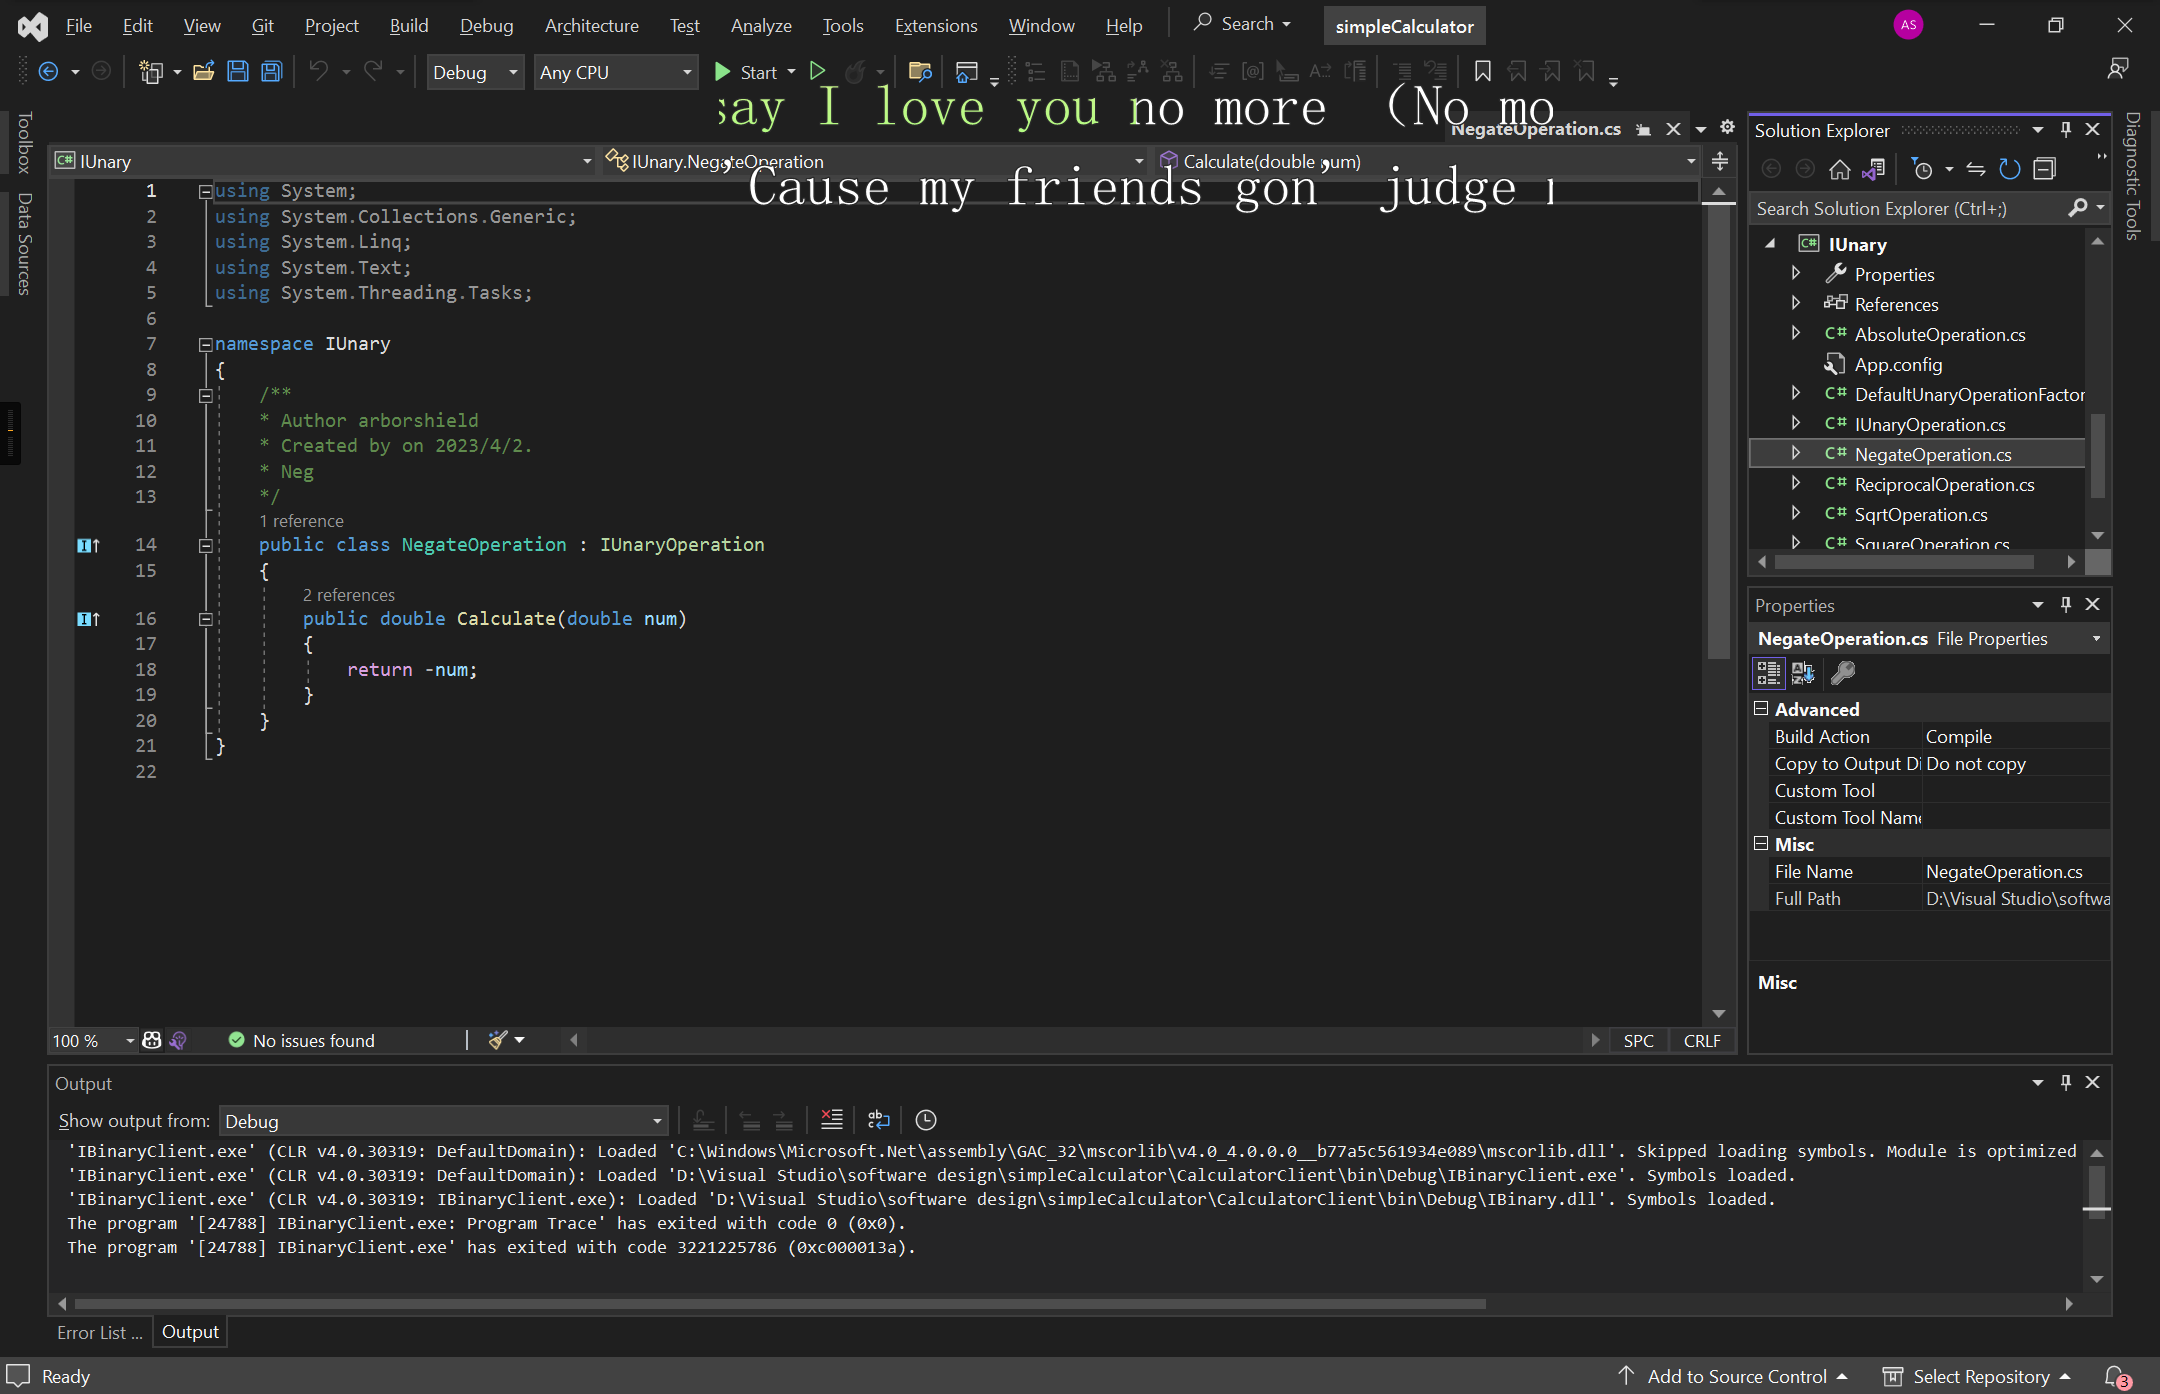 File Edit View Git Project Build Debug Architecture Test Analyze Tools Extensions Window Help Search simpleCalculator AS
Debug Any CPU Start
say I love you no more (No mo
'Cause my friends gon' judge
NegateOperation.cs
IUnary IUnary.NegateOperation Calculate(double num)
Toolbox
Data Sources
1 using System;
2 using System.Collections.Generic;
3 using System.Linq;
4 using System.Text;
5 using System.Threading.Tasks;
6
7 namespace IUnary
8 {
9 /**
10 * Author arborshield
11 * Created by on 2023/4/2.
12 * Neg
13 */
1 reference
14 public class NegateOperation : IUnaryOperation
15 {
2 references
16 public double Calculate(double num)
17 {
18 return -num;
19 }
20 }
21 }
22
100 % No issues found SPC CRLF
Solution Explorer
Search Solution Explorer (Ctrl+;)
C# IUnary
Properties
References
C# AbsoluteOperation.cs
App.config
C# DefaultUnaryOperationFactor
C# IUnaryOperation.cs
C# NegateOperation.cs
C# ReciprocalOperation.cs
C# SqrtOperation.cs
C# SquareOperation.cs
Diagnostic Tools
Properties
NegateOperation.cs File Properties
Advanced
Build Action Compile
Copy to Output Di Do not copy
Custom Tool
Custom Tool Name
Misc
File Name NegateOperation.cs
Full Path D:\Visual Studio\softwa
Misc
Output
Show output from: Debug
'IBinaryClient.exe' (CLR v4.0.30319: DefaultDomain): Loaded 'C:\Windows\Microsoft.Net\assembly\GAC_32\mscorlib\v4.0_4.0.0.0__b77a5c561934e089\mscorlib.dll'. Skipped loading symbols. Module is optimized
'IBinaryClient.exe' (CLR v4.0.30319: DefaultDomain): Loaded 'D:\Visual Studio\software design\simpleCalculator\CalculatorClient\bin\Debug\IBinaryClient.exe'. Symbols loaded.
'IBinaryClient.exe' (CLR v4.0.30319: IBinaryClient.exe): Loaded 'D:\Visual Studio\software design\simpleCalculator\CalculatorClient\bin\Debug\IBinary.dll'. Symbols loaded.
The program '[24788] IBinaryClient.exe: Program Trace' has exited with code 0 (0x0).
The program '[24788] IBinaryClient.exe' has exited with code 3221225786 (0xc000013a).
Error List ... Output
Ready Add to Source Control Select Repository 3